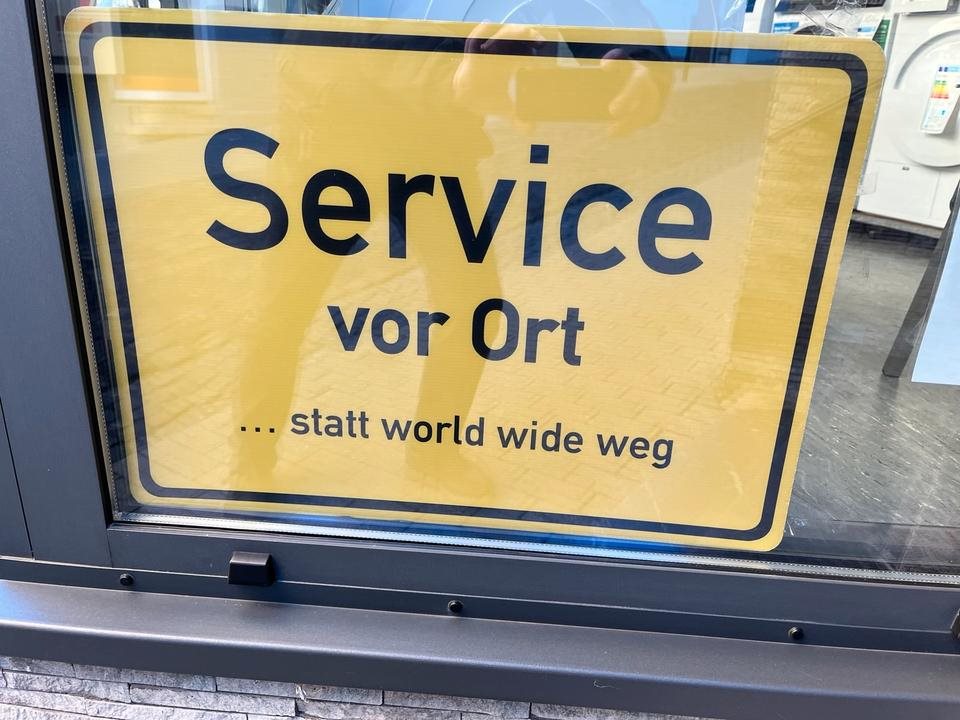 Service
vor Ort
... statt world wide weg